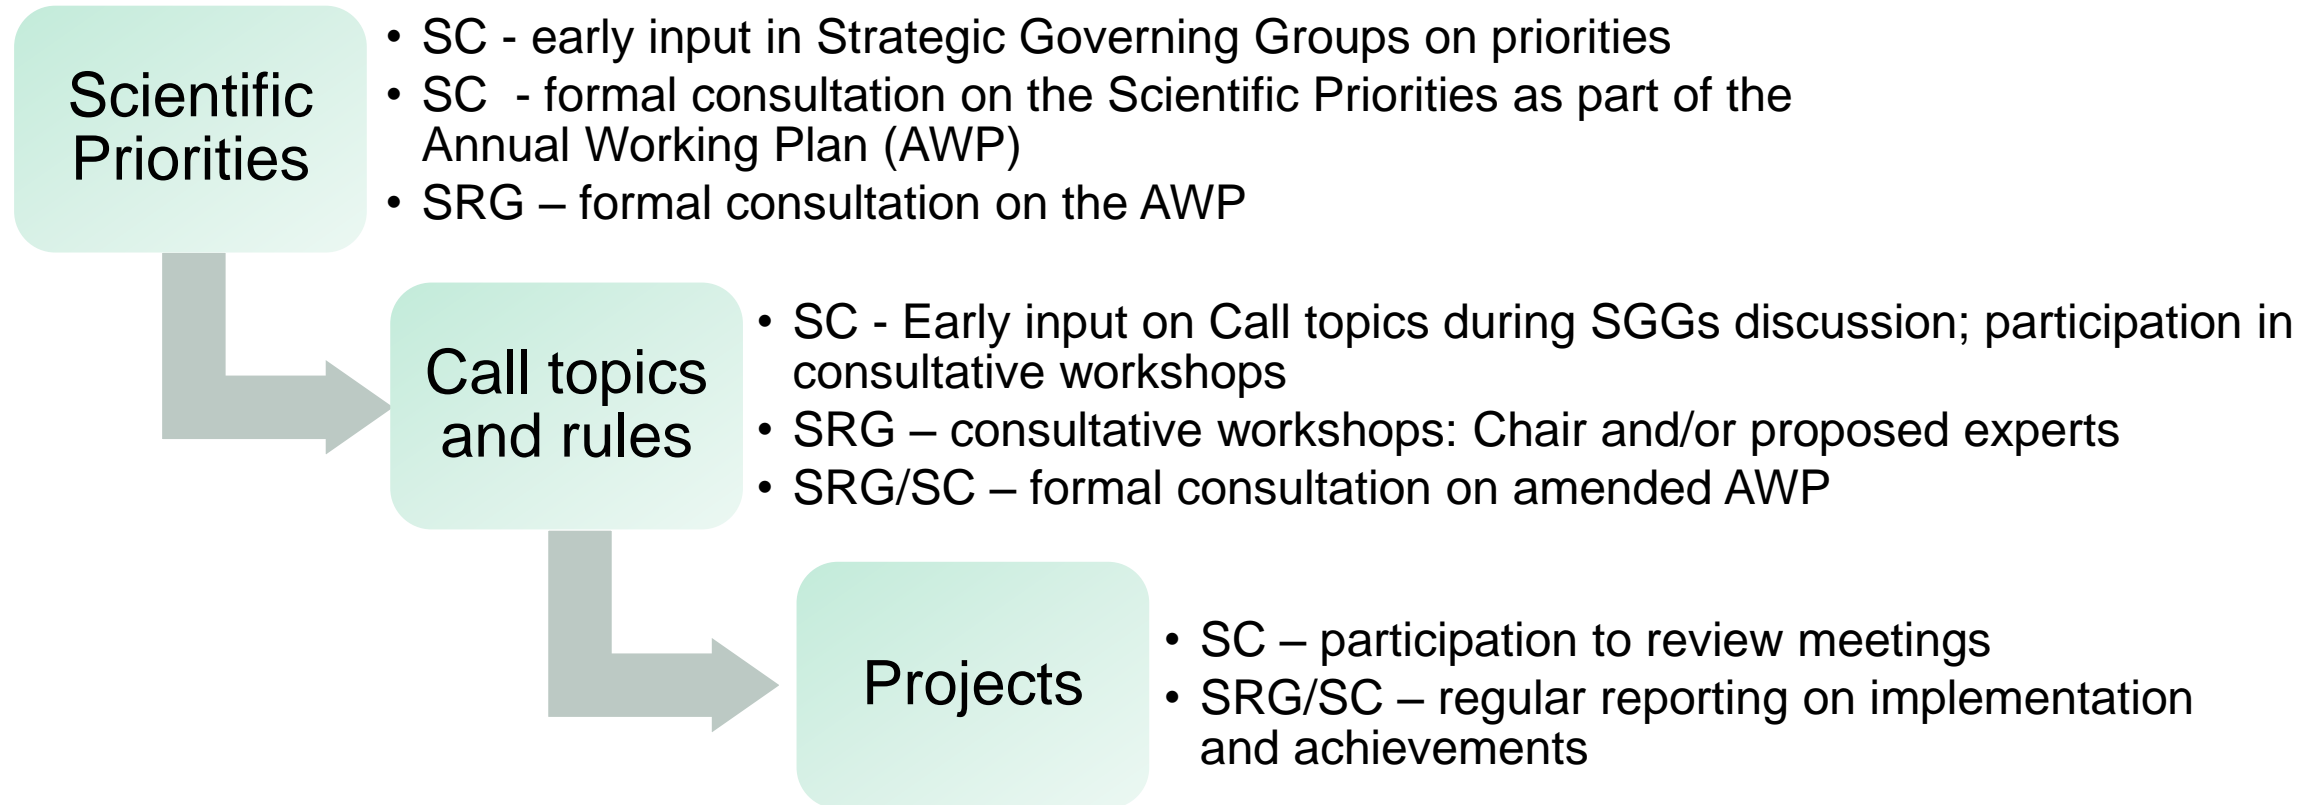 Scientific
Priorities
• SC - early input in Strategic Governing Groups on priorities
• SC  - formal consultation on the Scientific Priorities as part of the
Annual Working Plan (AWP)
• SRG – formal consultation on the AWP
Call topics
and rules
• SC - Early input on Call topics during SGGs discussion; participation in
consultative workshops
• SRG – consultative workshops: Chair and/or proposed experts
• SRG/SC – formal consultation on amended AWP
Projects
• SC – participation to review meetings
• SRG/SC – regular reporting on implementation
and achievements